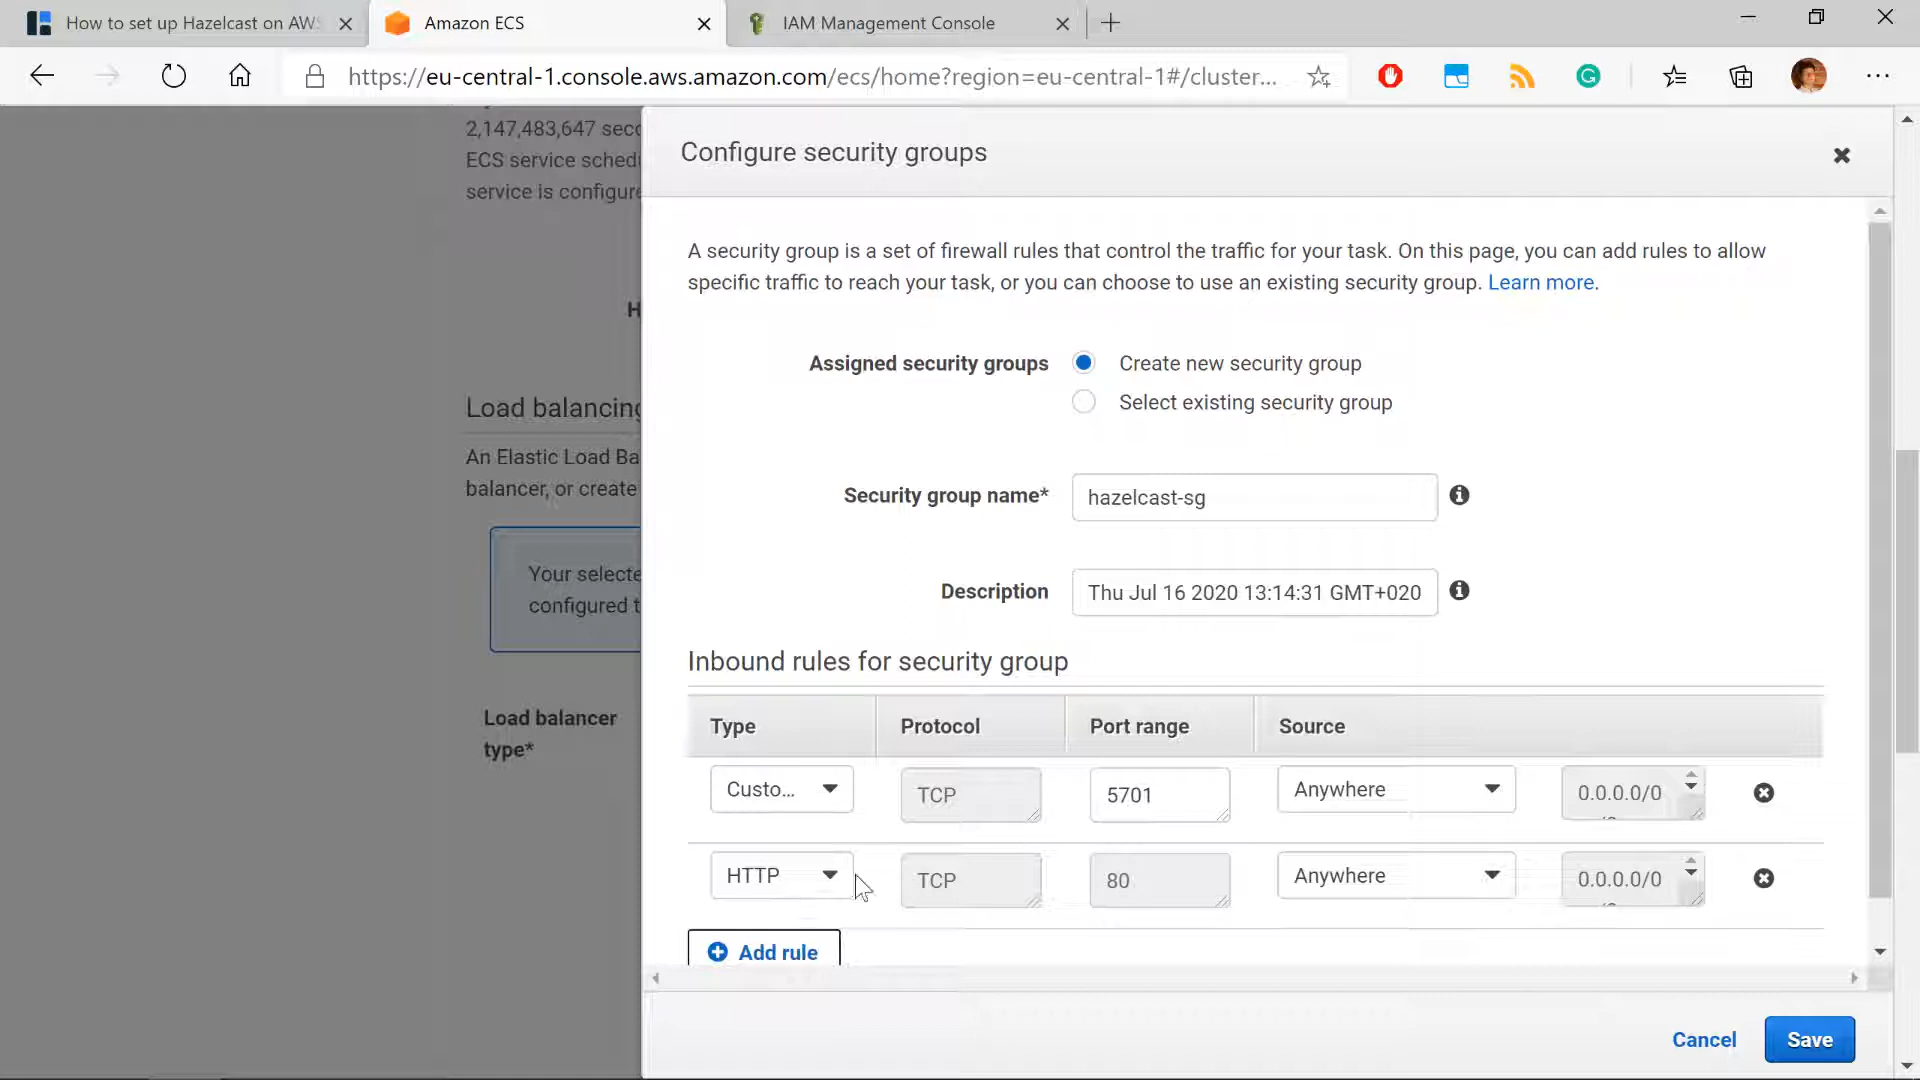 How to set up Hazelcast on AWS
Amazon ECS
IAM Management Console
https://eu-central-1.console.aws.amazon.com/ecs/home?region=eu-central-1#/cluster...
2,147,483,647 seco
ECS service sched
service is configure
H
Load balancing
An Elastic Load Ba
balancer, or create
Your selecte
configured t
Load balancer
type*
Configure security groups
A security group is a set of firewall rules that control the traffic for your task. On this page, you can add rules to allow
specific traffic to reach your task, or you can choose to use an existing security group. Learn more.
Assigned security groups
Create new security group
Select existing security group
Security group name*
hazelcast-sg
Description
Thu Jul 16 2020 13:14:31 GMT+020
Inbound rules for security group
Type Protocol Port range Source
Custo... TCP 5701 Anywhere 0.0.0.0/0
HTTP TCP 80 Anywhere 0.0.0.0/0
Add rule
Cancel
Save